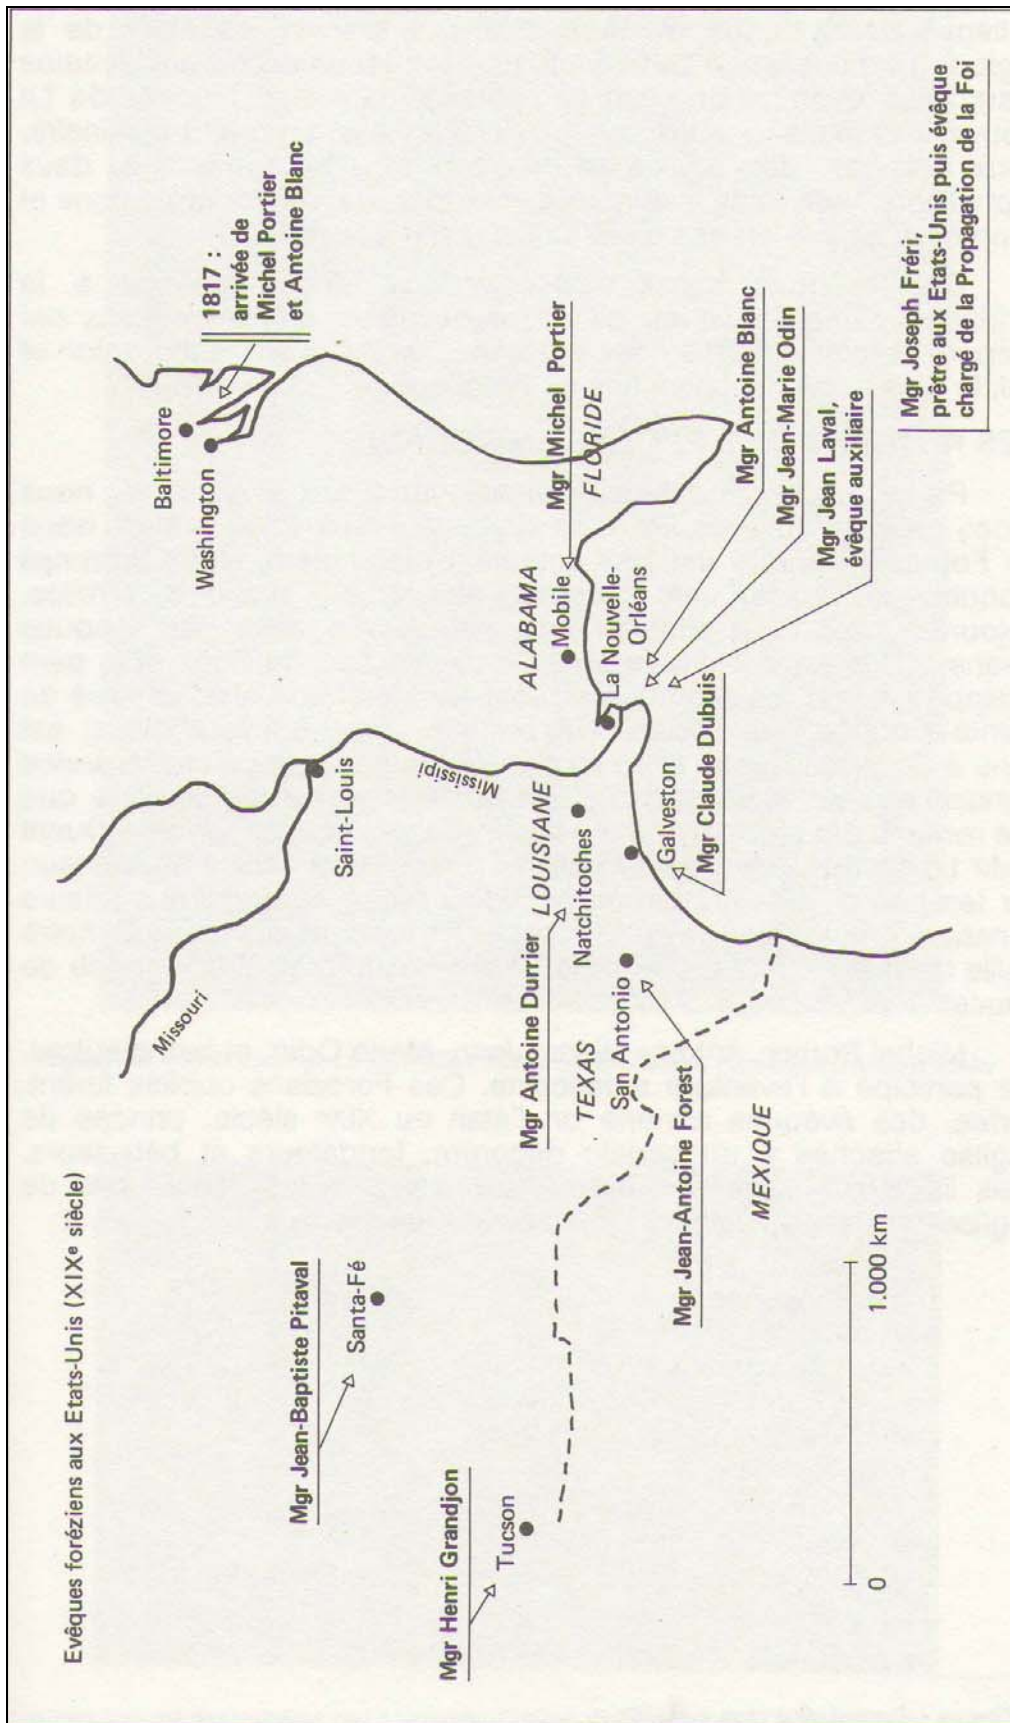 Evêques foréziens aux Etats-Unis (XIXe siècle)
Baltimore
Washington
1817 :
arrivée de
Michel Portier
et Antoine Blanc
Missouri
Saint-Louis
Mississipi
Mgr Jean-Baptiste Pitaval
Santa-Fé
Mgr Henri Grandjon
Tucson
Mgr Antoine Durrier
LOUISIANE
Natchitoches
ALABAMA
Mobile
Mgr Michel Portier
FLORIDE
La Nouvelle-
Orléans
TEXAS
San Antonio
Galveston
Mgr Claude Dubuis
Mgr Jean-Antoine Forest
MEXIQUE
Mgr Antoine Blanc
Mgr Jean-Marie Odin
Mgr Jean Laval,
évêque auxiliaire
0
1.000 km
Mgr Joseph Fréri,
prêtre aux Etats-Unis puis évêque
chargé de la Propagation de la Foi